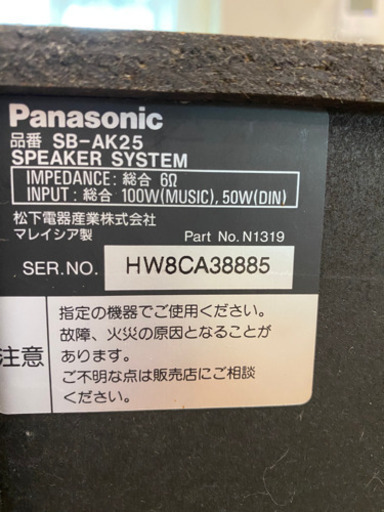 Panasonic
品番 SB-AK25
SPEAKER SYSTEM
IMPEDANCE: 総合 6Ω
INPUT: 総合 100W(MUSIC), 50W(DIN)
松下電器産業株式会社
マレイシア製 Part No. N1319
SER.NO. HW8CA38885
注意
指定の機器でご使用ください。
故障、火災の原因となることが
あります。
ご不明な点は販売店にご相談
ください。